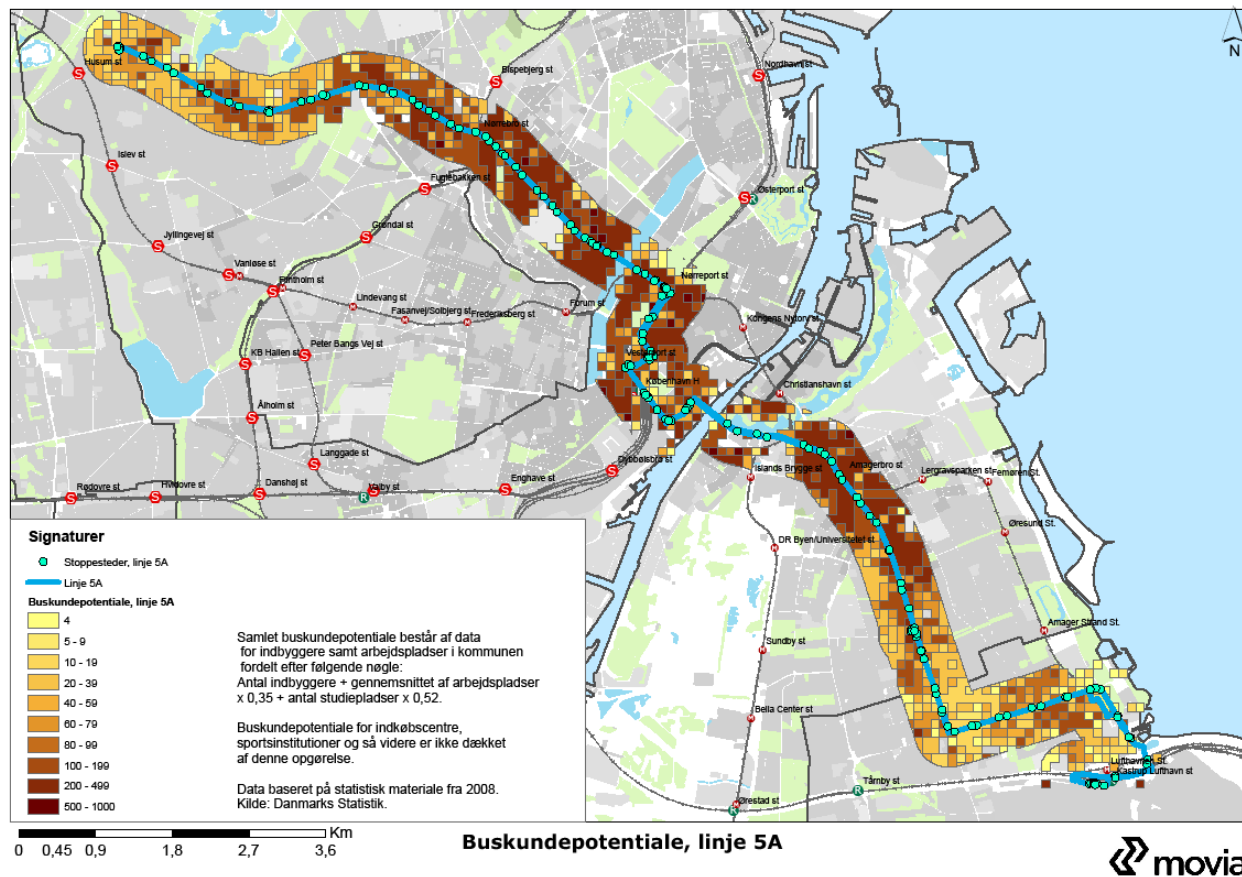 N
Husum st
Bispebjerg st
Nordhavn st
Nørrebro st
Islev st
Fuglebakken st
Østerport st
Grøndal st
Jyllingevej st
Vanløse st
Flintholm st
Nørreport st
Lindevang st
Forum st
Fasanvej/Solbjerg st
Frederiksberg st
Kongens Nytorv st
Peter Bangs Vej st
KB Hallen st
Vesterport st
København H
Christianshavn st
Ålholm st
Langgade st
Dybbølsbro st
Islands Brygge st
Amagerbro st
Lergravsparken st
Femøren St.
Rødovre st
Hvidovre st
Danshøj st
Valby st
Enghave st
Øresund St.
DR Byen/Universitetet st
Amager Strand St.
Sundby st
Bella Center st
Lufthavnen St.
Kastrup Lufthavn st
Tårnby st
Ørestad st
Signaturer
Stoppesteder, linje 5A
Linje 5A
Buskundepotentiale, linje 5A
4
5 - 9
10 - 19
20 - 39
40 - 59
60 - 79
80 - 99
100 - 199
200 - 499
500 - 1000
Samlet buskundepotentiale består af data
for indbyggere samt arbejdspladser i kommunen
fordelt efter følgende nøgle:
Antal indbyggere + gennemsnittet af arbejdspladser
x 0,35 + antal studiepladser x 0,52.
Buskundepotentiale for indkøbscentre,
sportsinstitutioner og så videre er ikke dækket
af denne opgørelse.
Data baseret på statistisk materiale fra 2008.
Kilde: Danmarks Statistik.
Km
0 0,45 0,9 1,8 2,7 3,6
Buskundepotentiale, linje 5A
movia